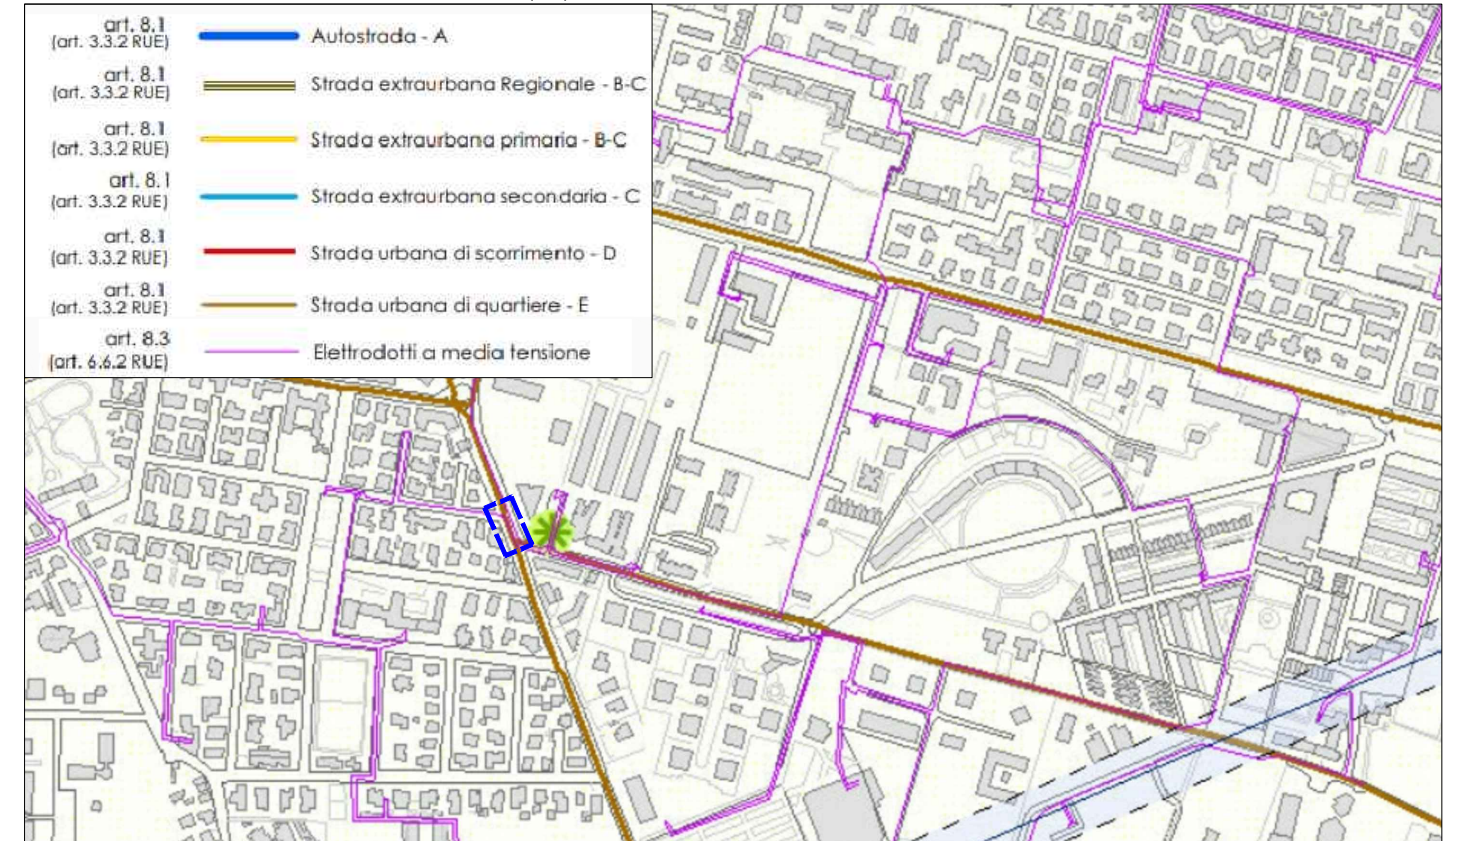 art. 8.1
(art. 3.3.2 RUE)
Autostrada - A
art. 8.1
(art. 3.3.2 RUE)
Strada extraurbana Regionale - B-C
art. 8.1
(art. 3.3.2 RUE)
Strada extraurbana primaria - B-C
art. 8.1
(art. 3.3.2 RUE)
Strada extraurbana secondaria - C
art. 8.1
(art. 3.3.2 RUE)
Strada urbana di scorrimento - D
art. 8.1
(art. 3.3.2 RUE)
Strada urbana di quartiere - E
art. 8.3
(art. 6.6.2 RUE)
Elettrodotti a media tensione